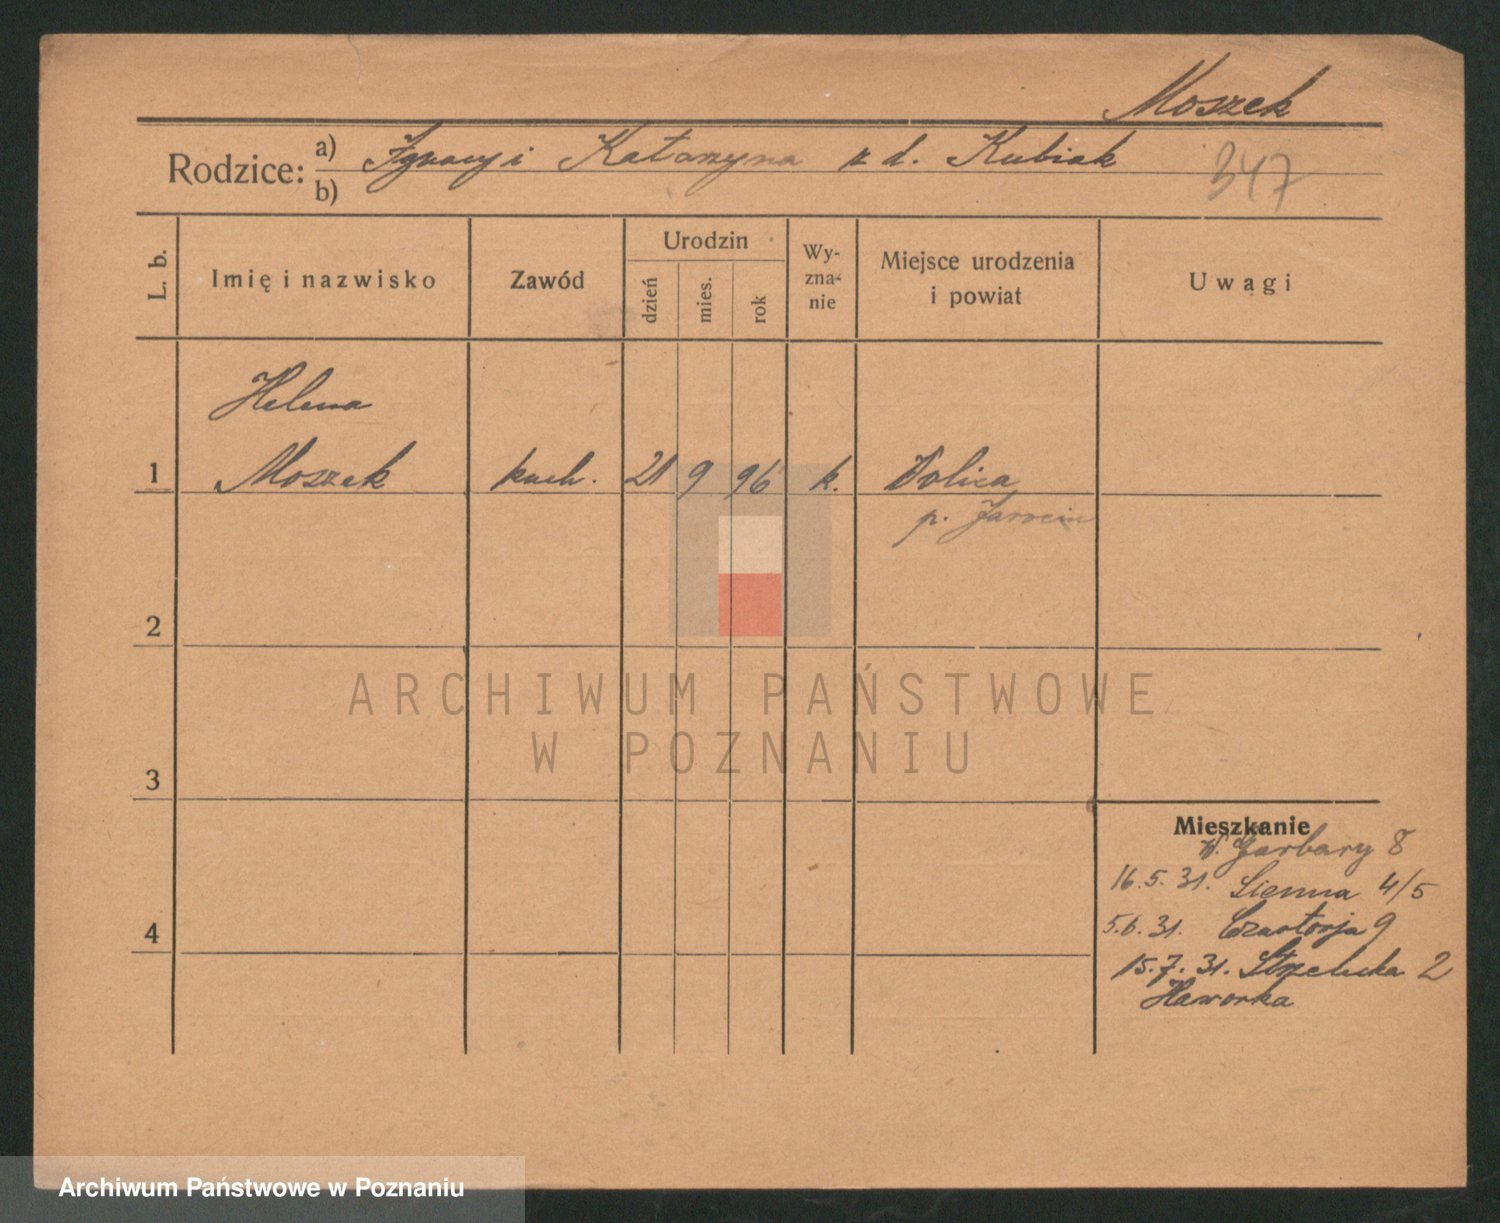 Moszek
Rodzice: a) Ignacy i Katarzyna z d. Kubiak
b)
347
L. b.
Imię i nazwisko
Zawód
Urodzin
dzień
mies.
rok
Wy-
zna-
nie
Miejsce urodzenia
i powiat
Uwagi
Helena
1 Moszek kuch. 21 9 96 k. Wolica
p. Jarocin
2
3
4
Mieszkanie
W. Garbary 8
16.5.31. Sienna 4/5
5.6.31. Czartorja 9
15.7.31. Strzelecka 2
Haworka
ARCHIWUM PAŃSTWOWE
W POZNANIU
Archiwum Państwowe w Poznaniu